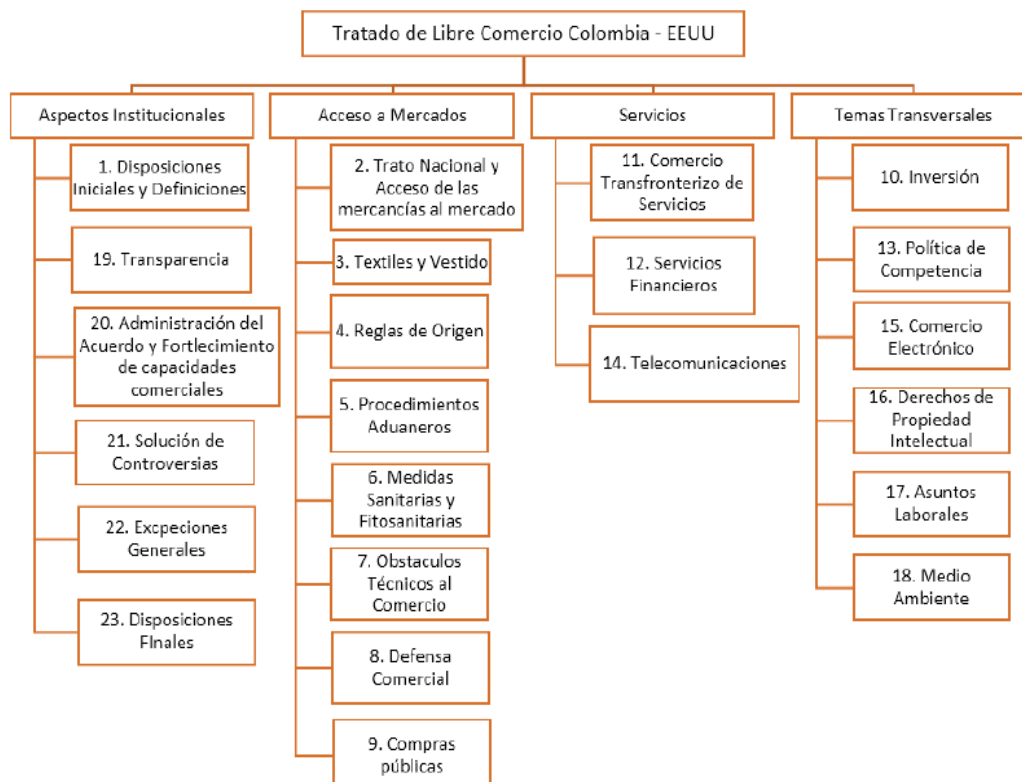 Tratado de Libre Comercio Colombia - EEUU
Aspectos Institucionales
1. Disposiciones
Iniciales y Definiciones
19. Transparencia
20. Administración del
Acuerdo y Fortlecimiento
de capacidades
comerciales
21. Solución de
Controversias
22. Excpeciones
Generales
23. Disposiciones
FInales
Acceso a Mercados
2. Trato Nacional y
Acceso de las
mercancías al mercado
3. Textiles y Vestido
4. Reglas de Origen
5. Procedimientos
Aduaneros
6. Medidas
Sanitarias y
Fitosanitarias
7. Obstaculos
Técnicos al
Comercio
8. Defensa
Comercial
9. Compras
públicas
Servicios
11. Comercio
Transfronterizo de
Servicios
12. Servicios
Financieros
14. Telecomunicaciones
Temas Transversales
10. Inversión
13. Política de
Competencia
15. Comercio
Electrónico
16. Derechos de
Propiedad
Intelectual
17. Asuntos
Laborales
18. Medio
Ambiente